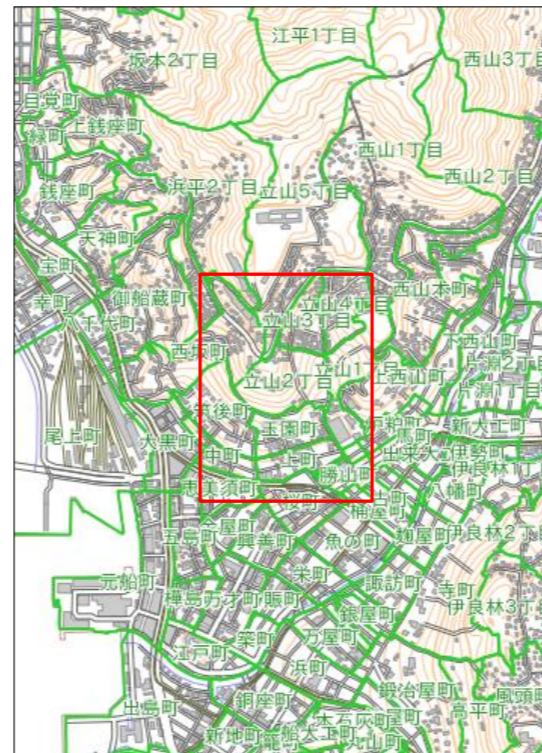 江平1丁目
坂本2丁目
西山3丁目
目覚町
上銭座町
緑町
西山1丁目
西山2丁目
浜平2丁目
立山5丁目
銭座町
天神町
宝町
御船蔵町
西山本町
幸町
八千代町
立山4丁目
立山3丁目
西坂町
下西山町
片淵2丁目
立山1丁目
立山2丁目
上西山町
片淵1丁目
筑後町
尾上町
大黒町
玉園町
馬町
新大工町
中町
上町
出来大
伊勢町
勝山町
伊良林1丁
恵美須町
八幡町
桜町
桶屋町
金屋町
五島町
興善町
魚の町
麹屋町
伊良林2丁目
元船町
栄町
諏訪町
寺町
樺島町
万才町
賑町
伊良林3丁目
銀屋町
江戸町
築町
万屋町
浜町
鍛冶屋町
風頭町
出島町
銅座町
高平町
本石灰町
新地町
船大工町
丸山町